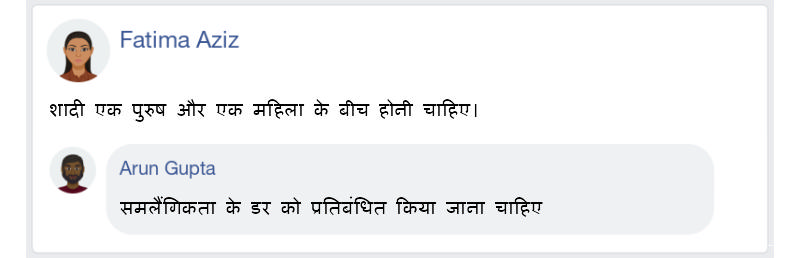 Fatima Aziz
शादी एक पुरुष और एक महिला के बीच होनी चाहिए।
Arun Gupta
समलैंगिकता के डर को प्रतिबंधित किया जाना चाहिए